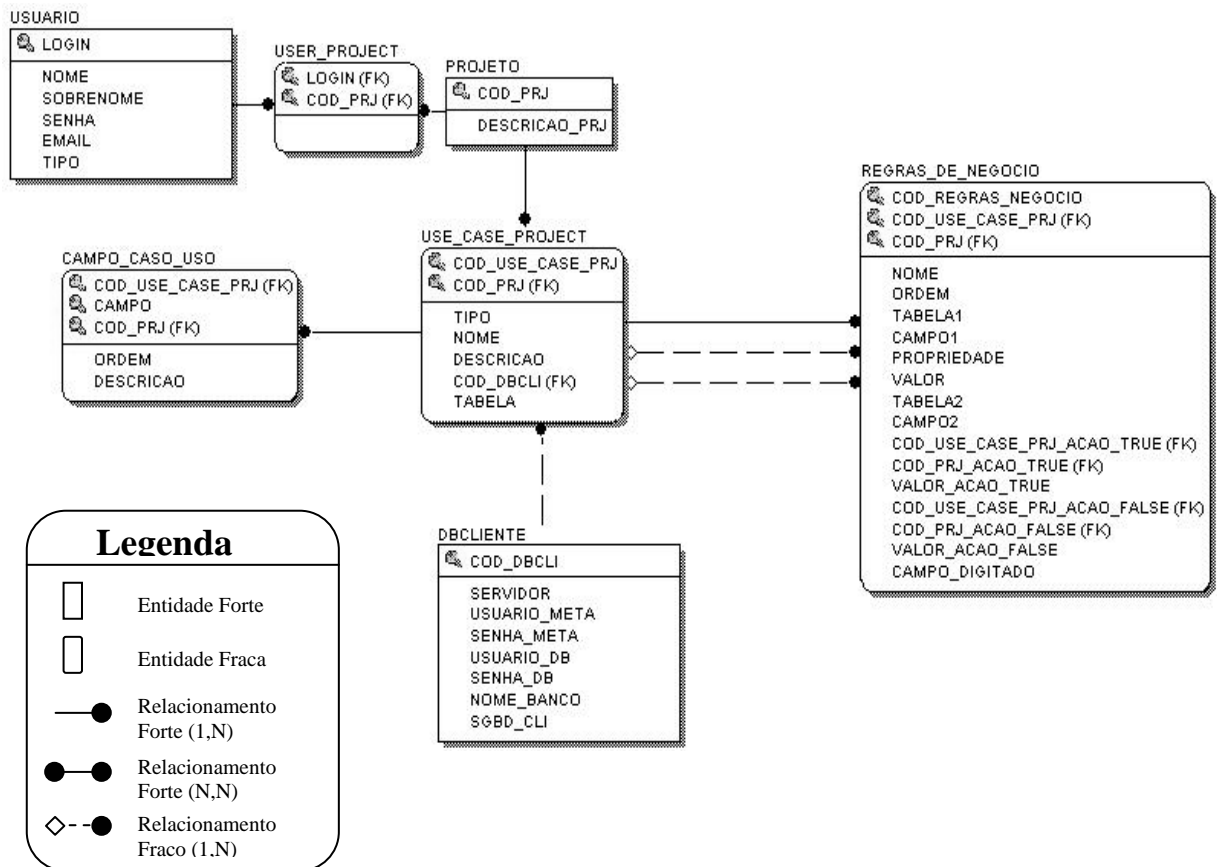 USUARIO
LOGIN
NOME
SOBRENOME
SENHA
EMAIL
TIPO
USER_PROJECT
LOGIN (FK)
COD_PRJ (FK)
PROJETO
COD_PRJ
DESCRICAO_PRJ
REGRAS_DE_NEGOCIO
COD_REGRAS_NEGOCIO
COD_USE_CASE_PRJ (FK)
COD_PRJ (FK)
NOME
ORDEM
TABELA1
CAMPO1
PROPRIEDADE
VALOR
TABELA2
CAMPO2
COD_USE_CASE_PRJ_ACAO_TRUE (FK)
COD_PRJ_ACAO_TRUE (FK)
VALOR_ACAO_TRUE
COD_USE_CASE_PRJ_ACAO_FALSE (FK)
COD_PRJ_ACAO_FALSE (FK)
VALOR_ACAO_FALSE
CAMPO_DIGITADO
USE_CASE_PROJECT
COD_USE_CASE_PRJ
COD_PRJ (FK)
TIPO
NOME
DESCRICAO
COD_DBCLI (FK)
TABELA
CAMPO_CASO_USO
COD_USE_CASE_PRJ (FK)
CAMPO
COD_PRJ (FK)
ORDEM
DESCRICAO
DBCLIENTE
COD_DBCLI
SERVIDOR
USUARIO_META
SENHA_META
USUARIO_DB
SENHA_DB
NOME_BANCO
SGBD_CLI
Legenda
Entidade Forte
Entidade Fraca
Relacionamento
Forte (1,N)
Relacionamento
Forte (N,N)
Relacionamento
Fraco (1,N)